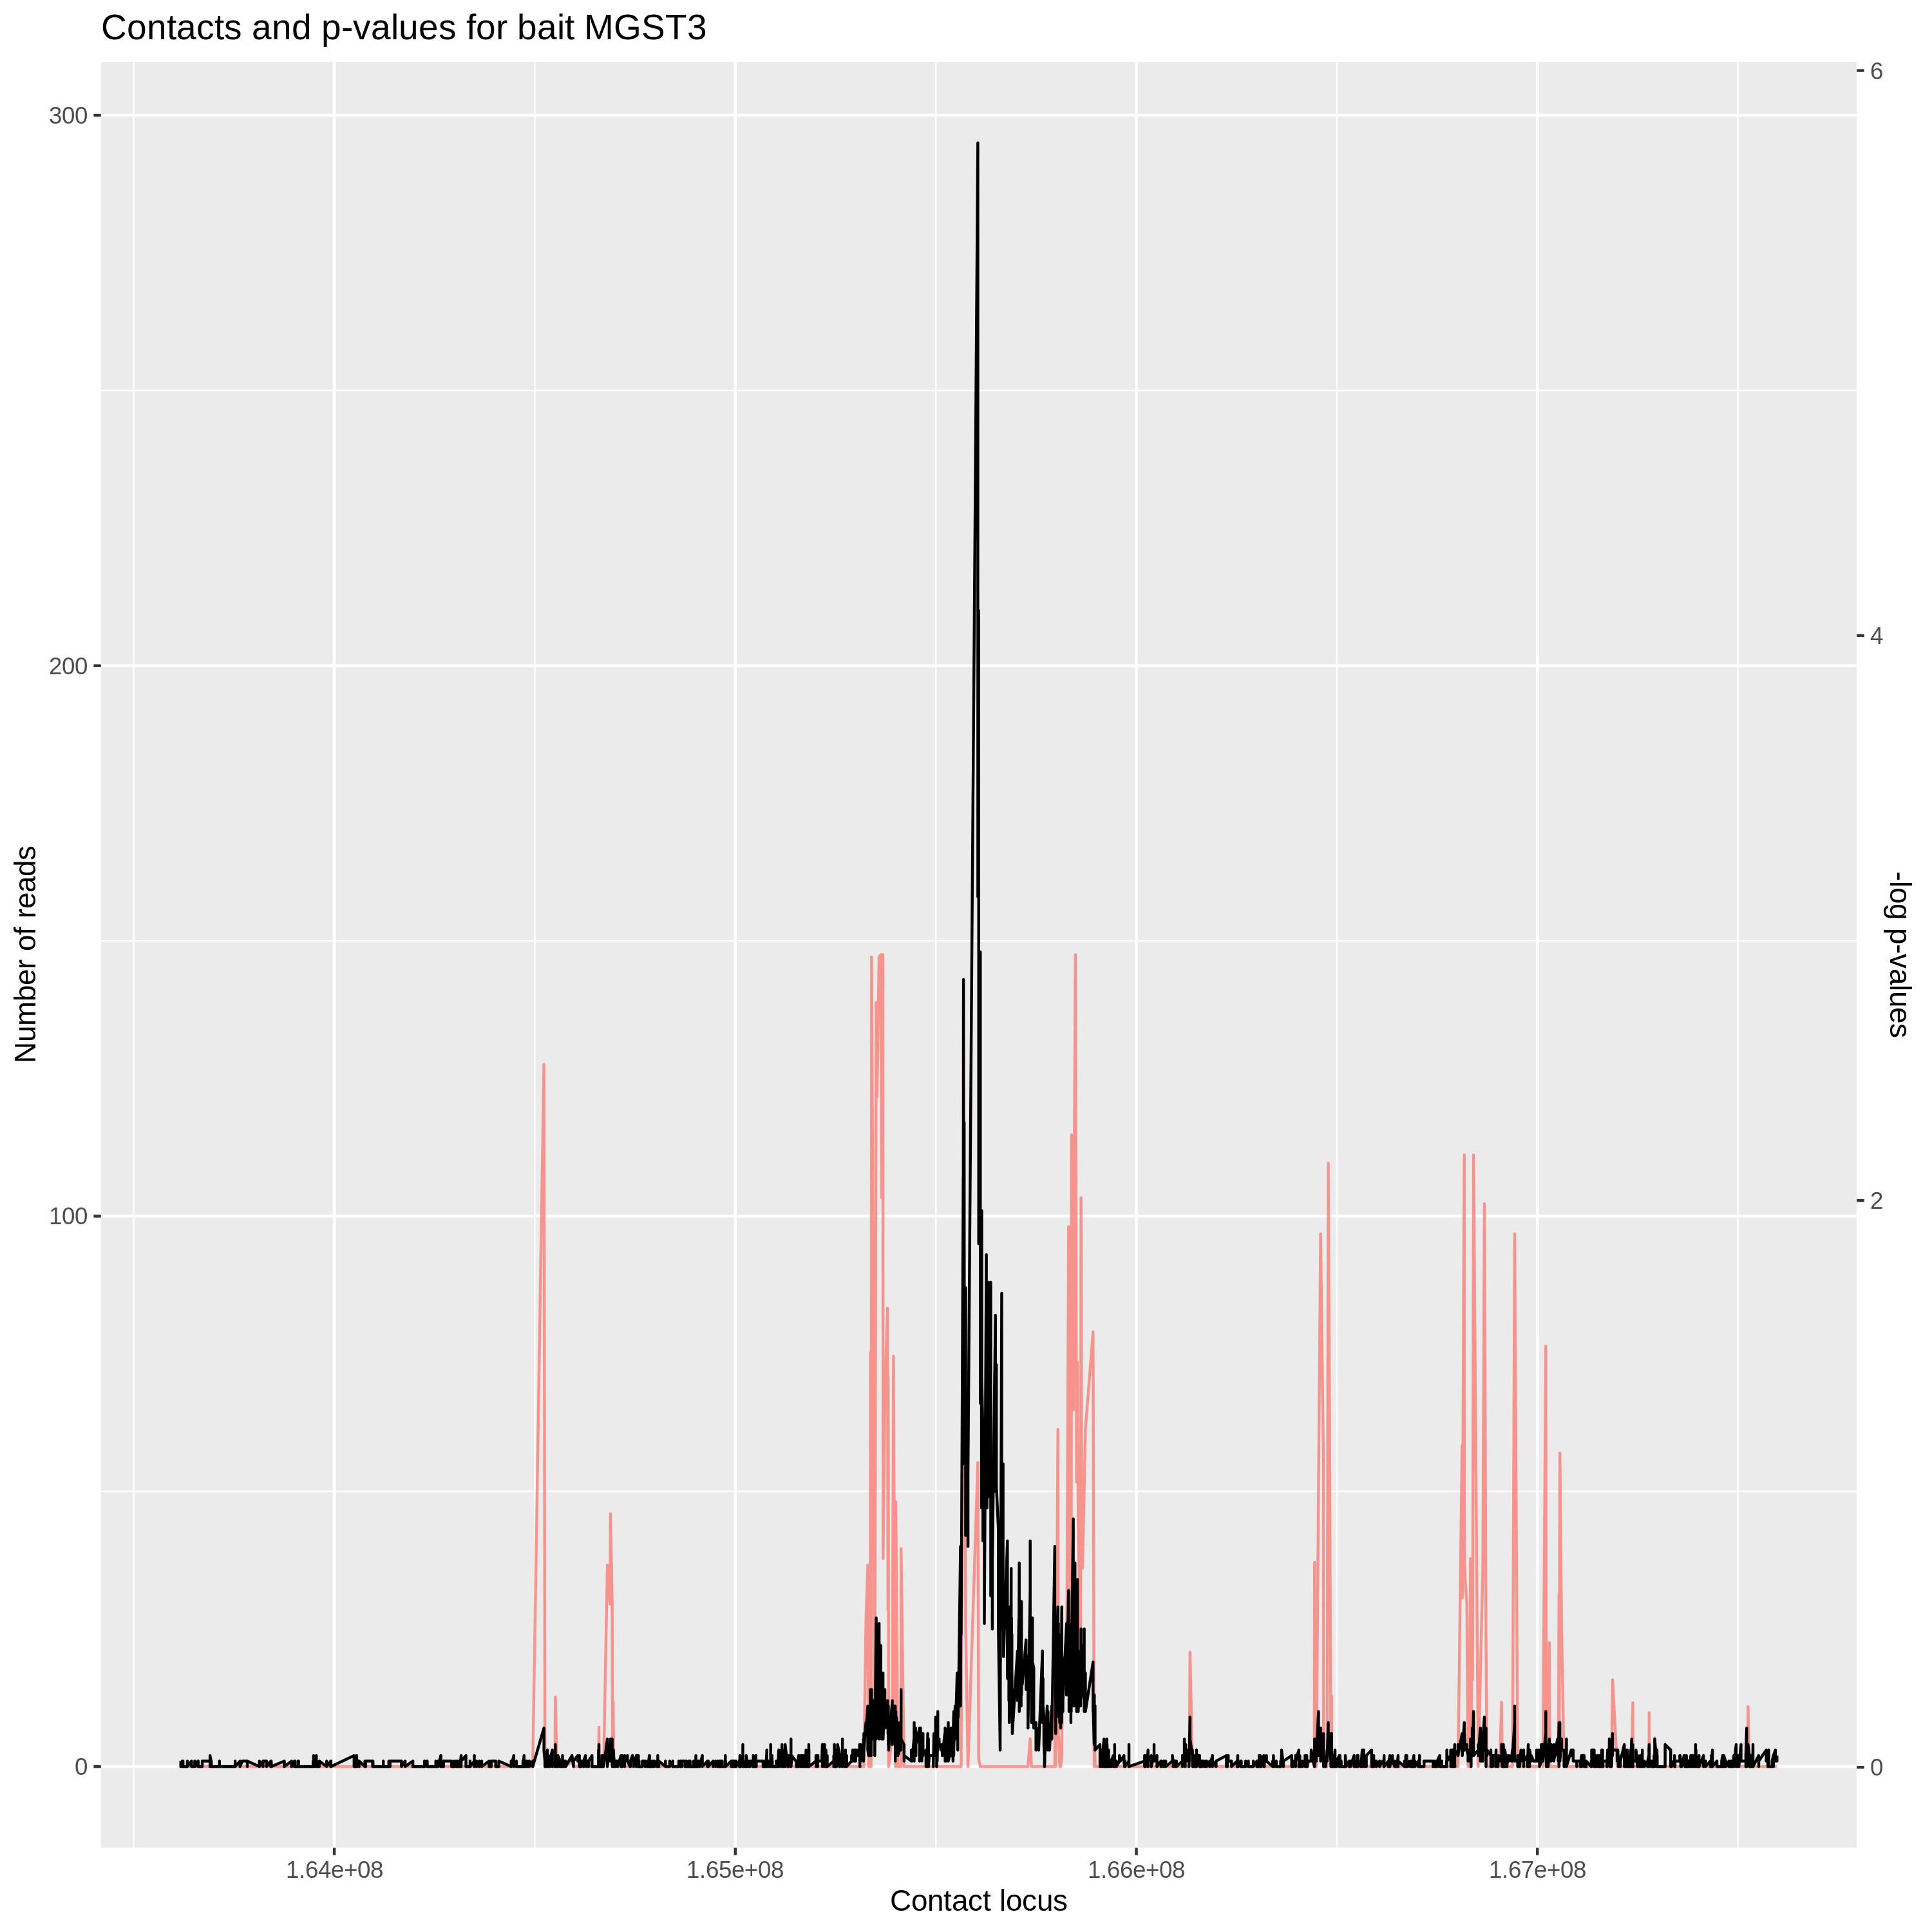 Contacts and p-values for bait MGST3
300
200
100
0
Number of reads
6
4
2
0
-log p-values
1.64e+08
1.65e+08
1.66e+08
1.67e+08
Contact locus